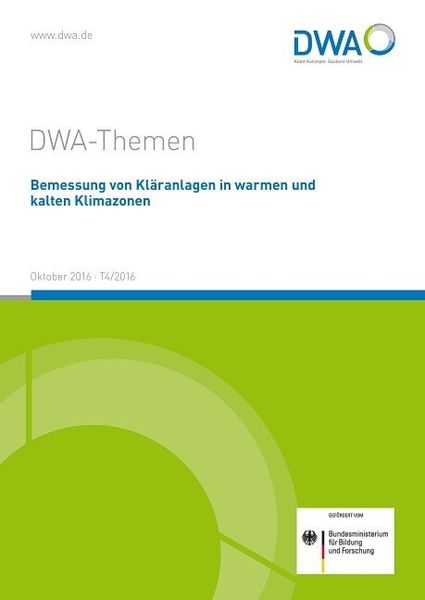 www.dwa.de
DWA
Klare Konzepte. Saubere Umwelt.
DWA-Themen
Bemessung von Kläranlagen in warmen und
kalten Klimazonen
Oktober 2016 · T4/2016
GEFÖRDERT VOM
Bundesministerium
für Bildung
und Forschung